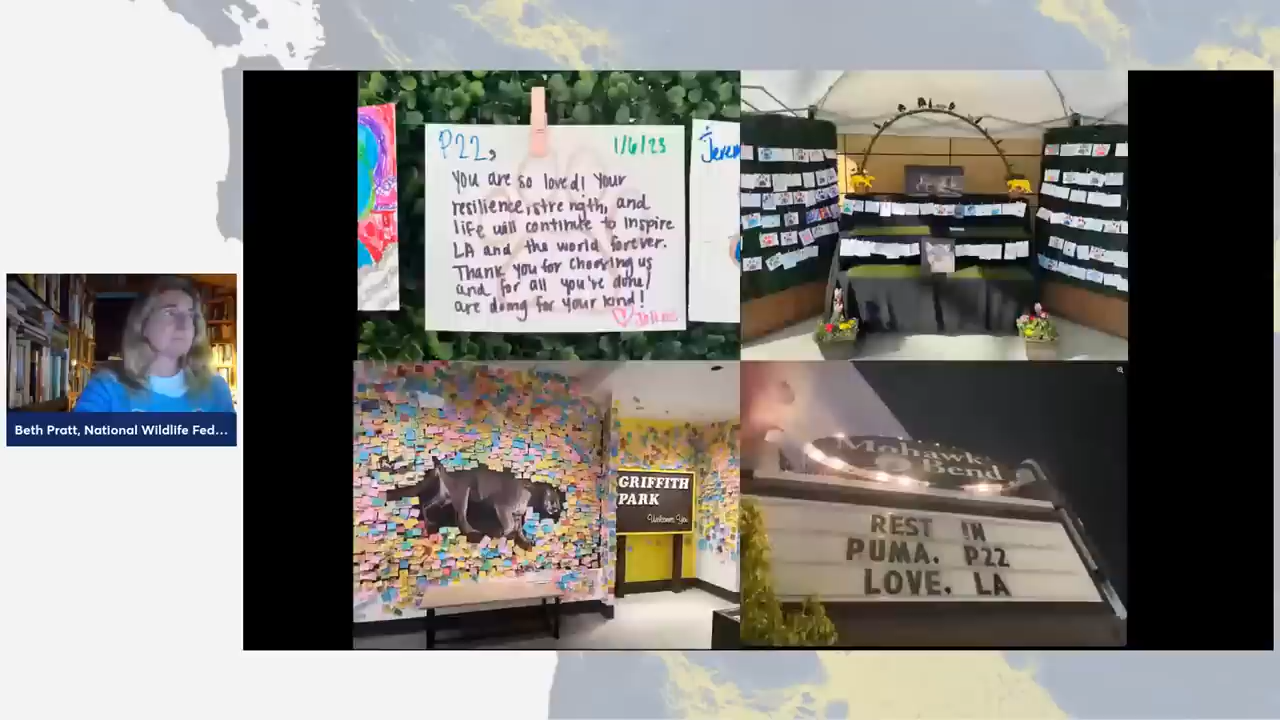 P22,
1/6/23
You are so loved! Your
resilience, strength, and
life will continue to inspire
LA and the world forever.
Thank you for choosing us
and for all you've done/
are doing for your kind!
Jerem
GRIFFITH
PARK
Welcomes You
Mohawk
Bend
REST IN
PUMA. P22
LOVE. LA
Beth Pratt, National Wildlife Fed...